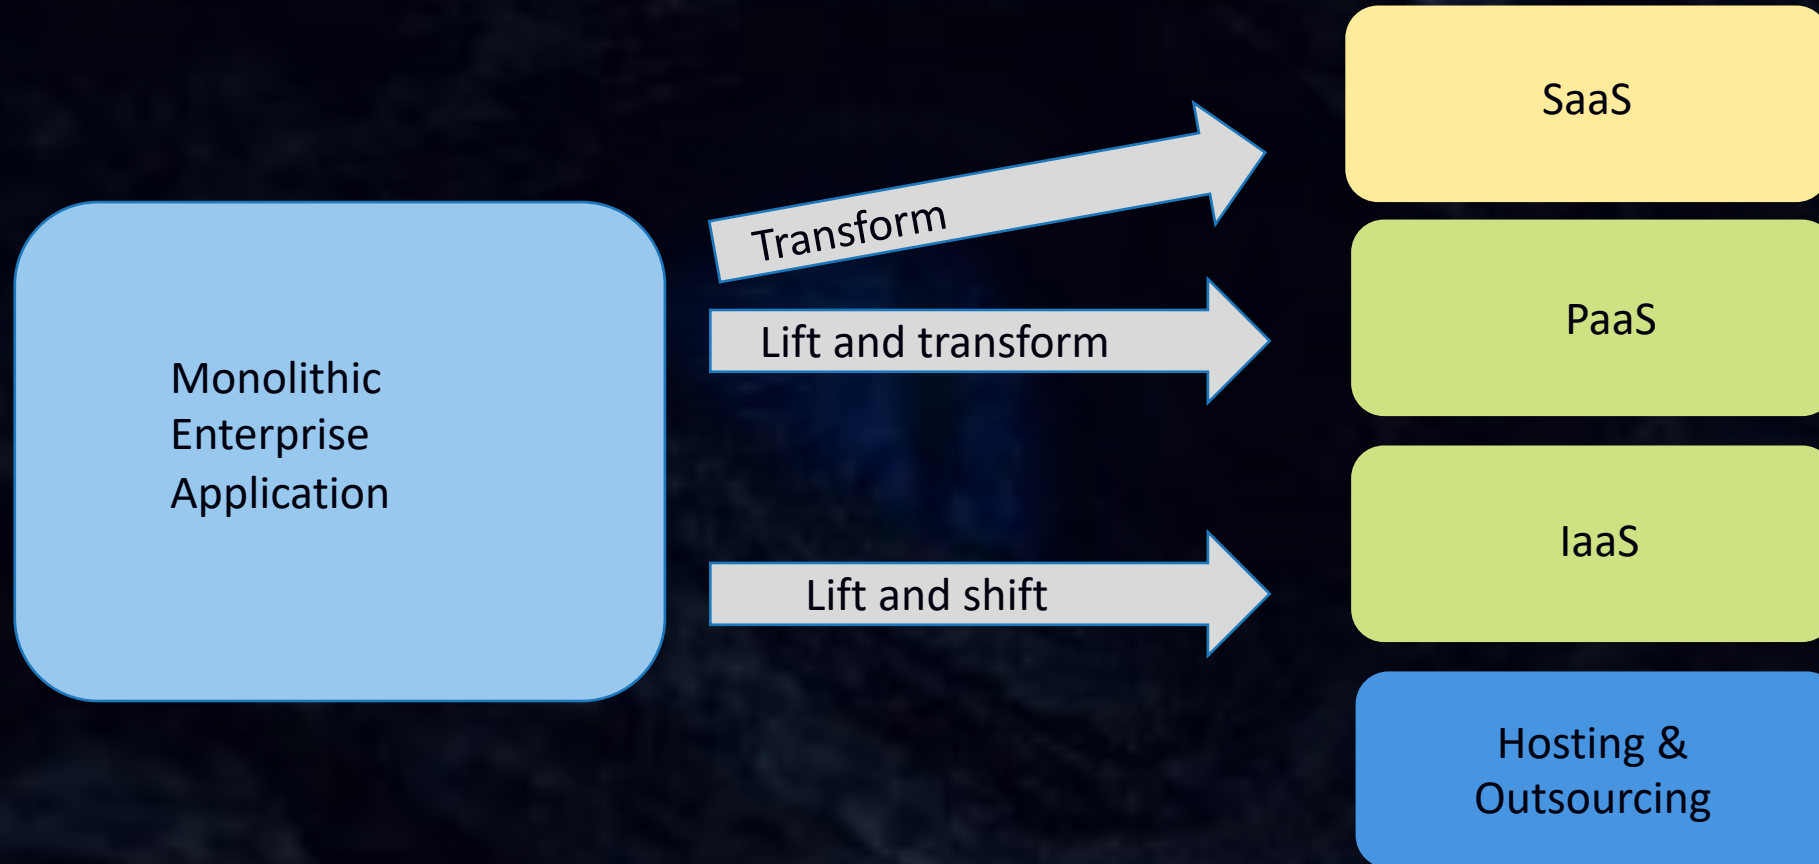 Monolithic
Enterprise
Application
Transform
Lift and transform
Lift and shift
SaaS
PaaS
IaaS
Hosting &
Outsourcing